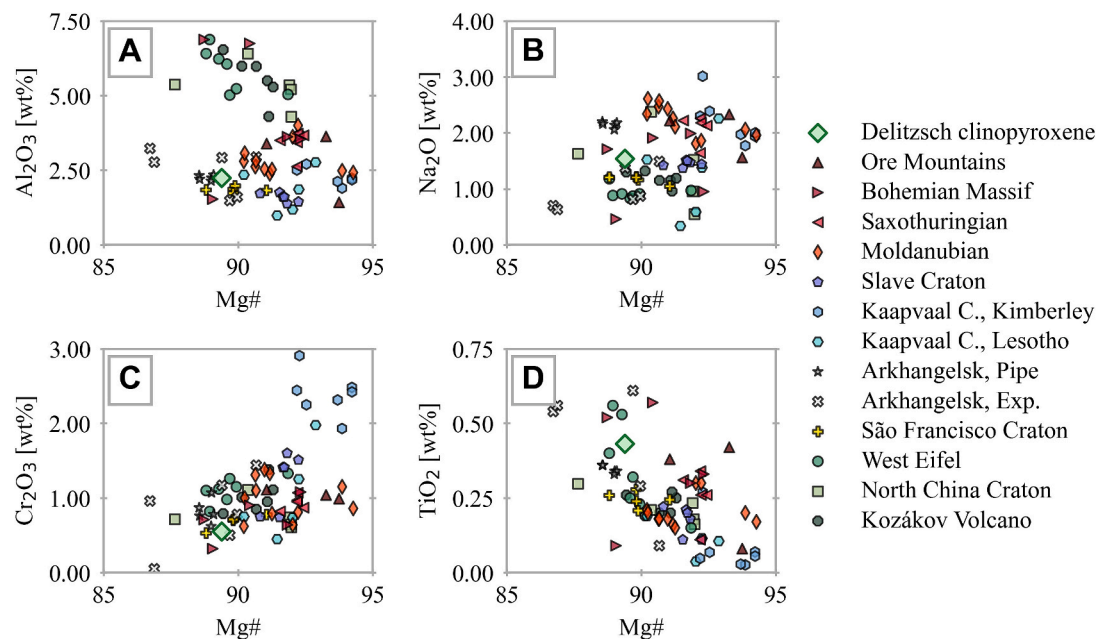 7.50
A
5.00
2.50
0.00
Al₂O₃ [wt%]
85
90
95
Mg#
4.00
B
3.00
2.00
1.00
0.00
Na₂O [wt%]
85
90
95
Mg#
3.00
C
2.00
1.00
0.00
Cr₂O₃ [wt%]
85
90
95
Mg#
0.75
D
0.50
0.25
0.00
TiO₂ [wt%]
85
90
95
Mg#
Delitzsch clinopyroxene
Ore Mountains
Bohemian Massif
Saxothuringian
Moldanubian
Slave Craton
Kaapvaal C., Kimberley
Kaapvaal C., Lesotho
Arkhangelsk, Pipe
Arkhangelsk, Exp.
São Francisco Craton
West Eifel
North China Craton
Kozákov Volcano